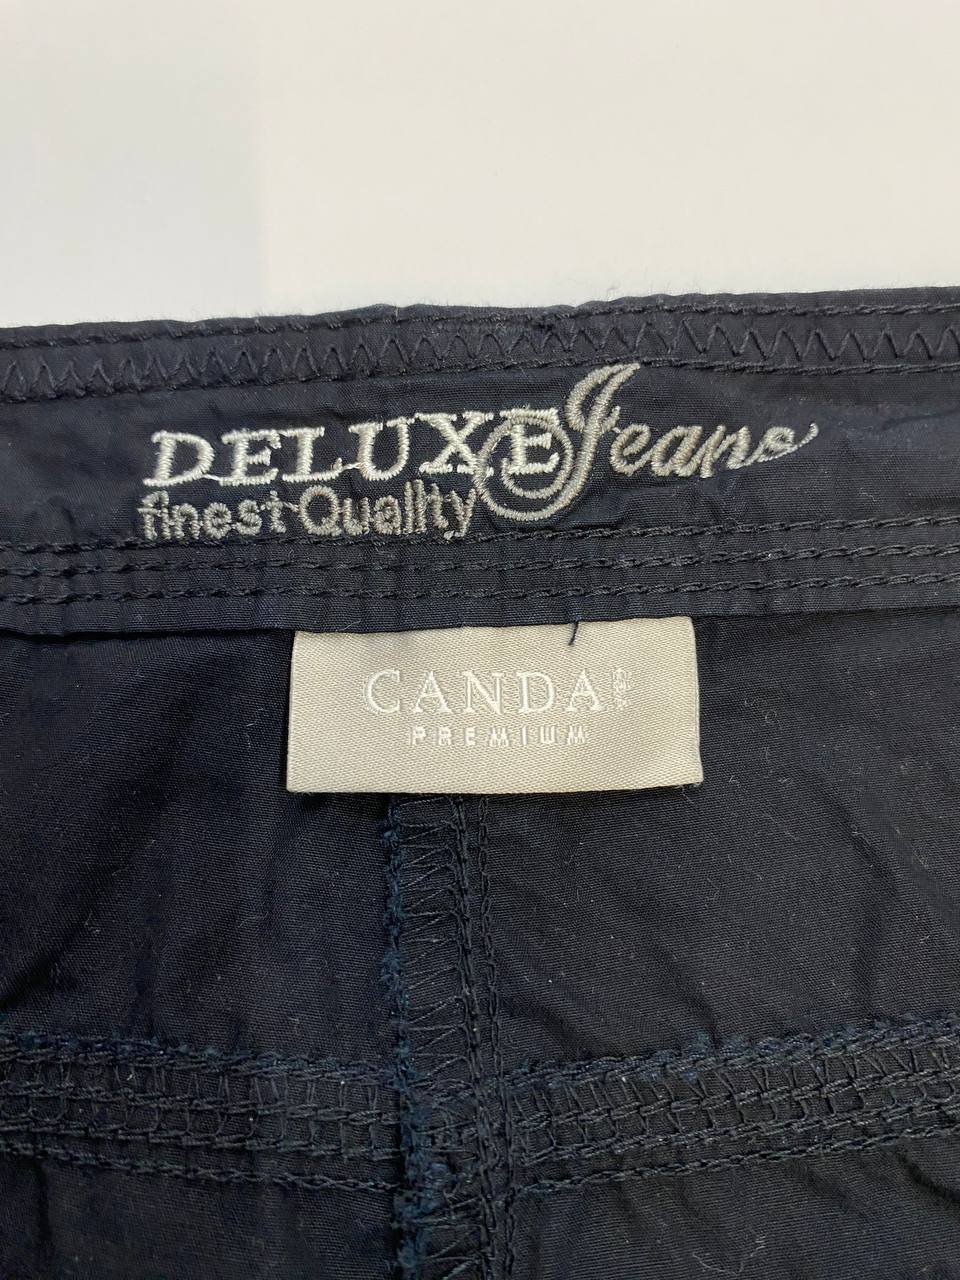 DELUXE Jeans
finest Quality
CANDA
PREMIUM